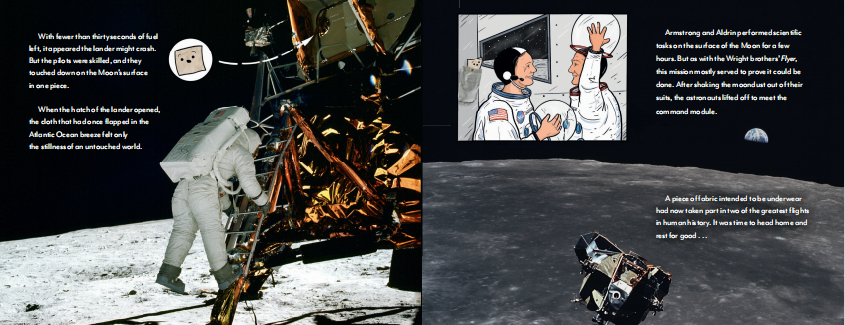 With fewer than thirty seconds of fuel
left, it appeared the lander might crash.
But the pilots were skilled, and they
touched down on the Moon's surface
in one piece.
When the hatch of the lander opened,
the cloth that had once flapped in the
Atlantic Ocean breeze felt only
the stillness of an untouched world.
Armstrong and Aldrin performed scientific
tasks on the surface of the Moon for a few
hours. But as with the Wright brothers' Flyer,
this mission mostly served to prove it could be
done. After shaking the moondust out of their
suits, the astronauts lifted off to meet the
command module.
A piece of fabric intended to be underwear
had now taken part in two of the greatest flights
in human history. It was time to head home and
rest for good . . .